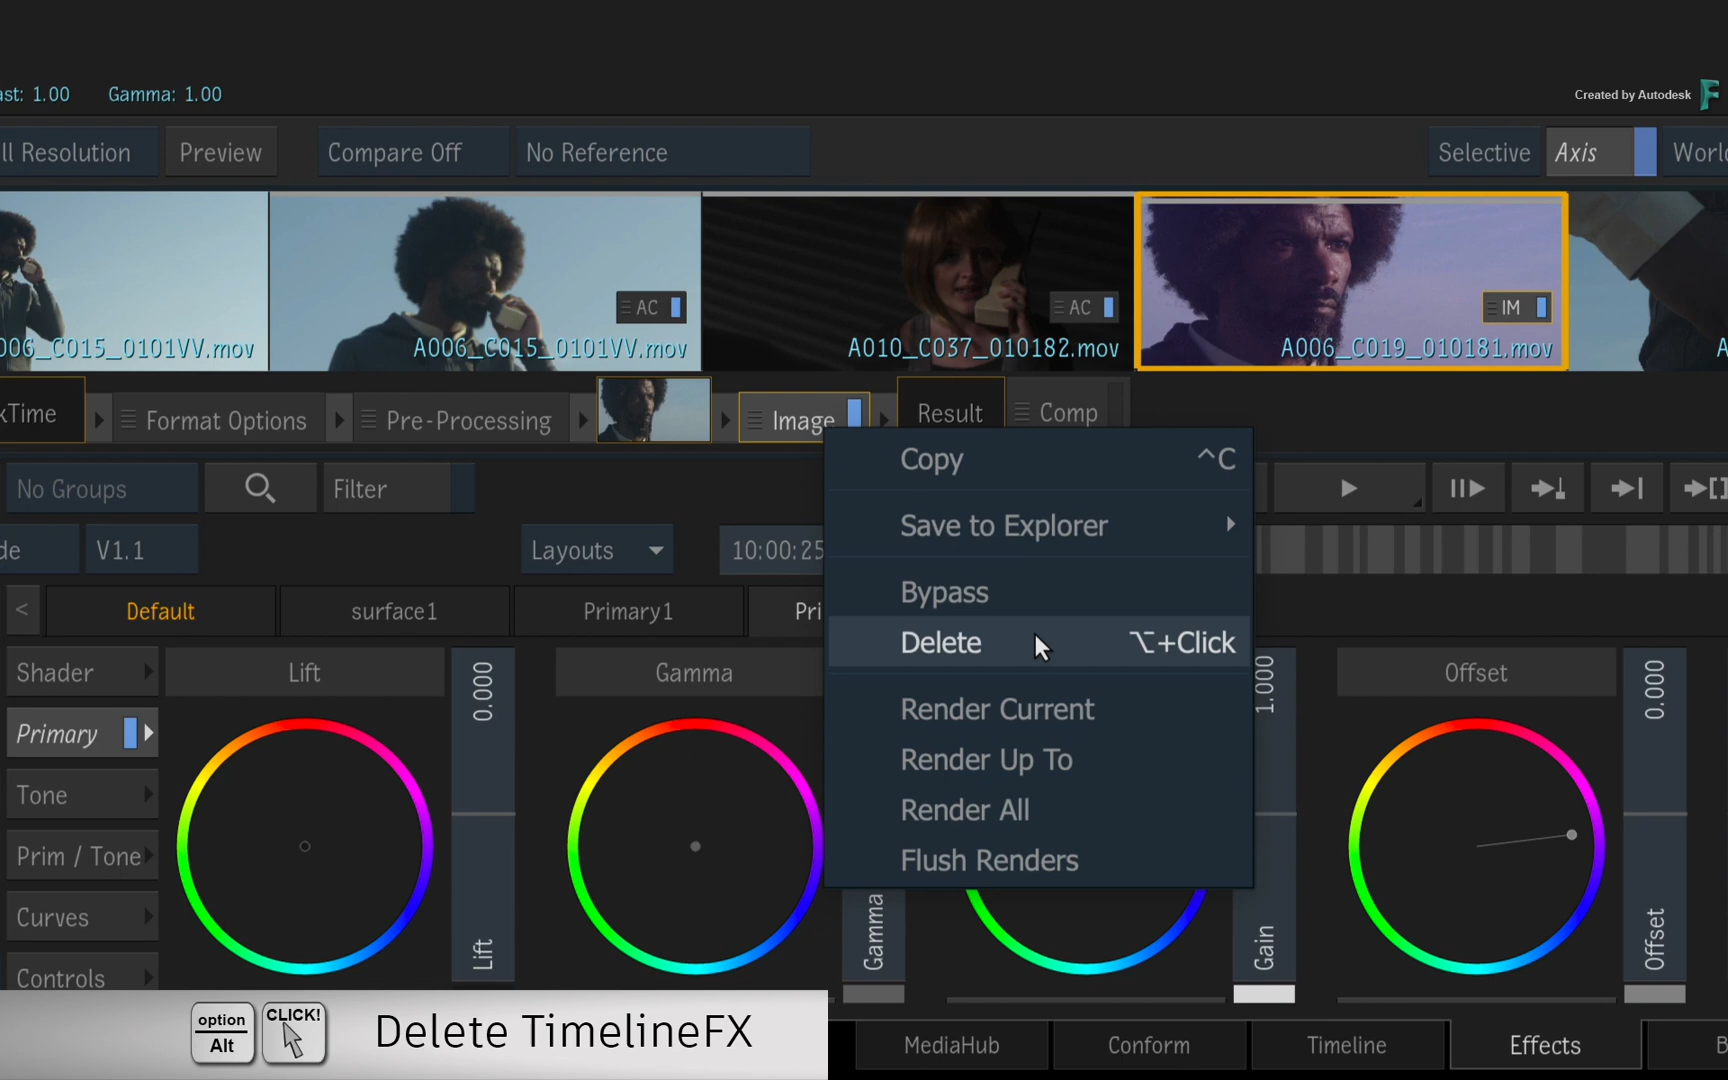 ast: 1.00 Gamma: 1.00
Created by Autodesk
ll Resolution Preview Compare Off No Reference Selective Axis World
AC AC IM
006_C015_0101VV.mov A006_C015_0101VV.mov A010_C037_010182.mov A006_C019_010181.mov A
kTime Format Options Pre-Processing Image Result Comp
Copy ^C
No Groups Filter
Save to Explorer
de V1.1 Layouts 10:00:25
Bypass
< Default surface1 Primary1 Pri
Delete ⌥+Click
Shader Lift 0.000 Gamma 1.000 Offset 0.000
Render Current
Primary
Render Up To
Tone
Render All
Prim / Tone
Flush Renders
Curves Lift Gamma Gain Offset
Controls
option
Alt
CLICK!
Delete TimelineFX
MediaHub Conform Timeline Effects B